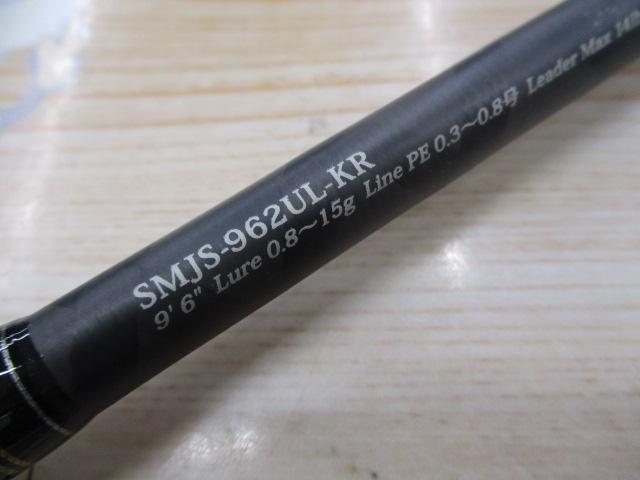 SMJS-962UL-KR
9' 6" Lure 0.8～15g Line PE 0.3～0.8号 Leader Max